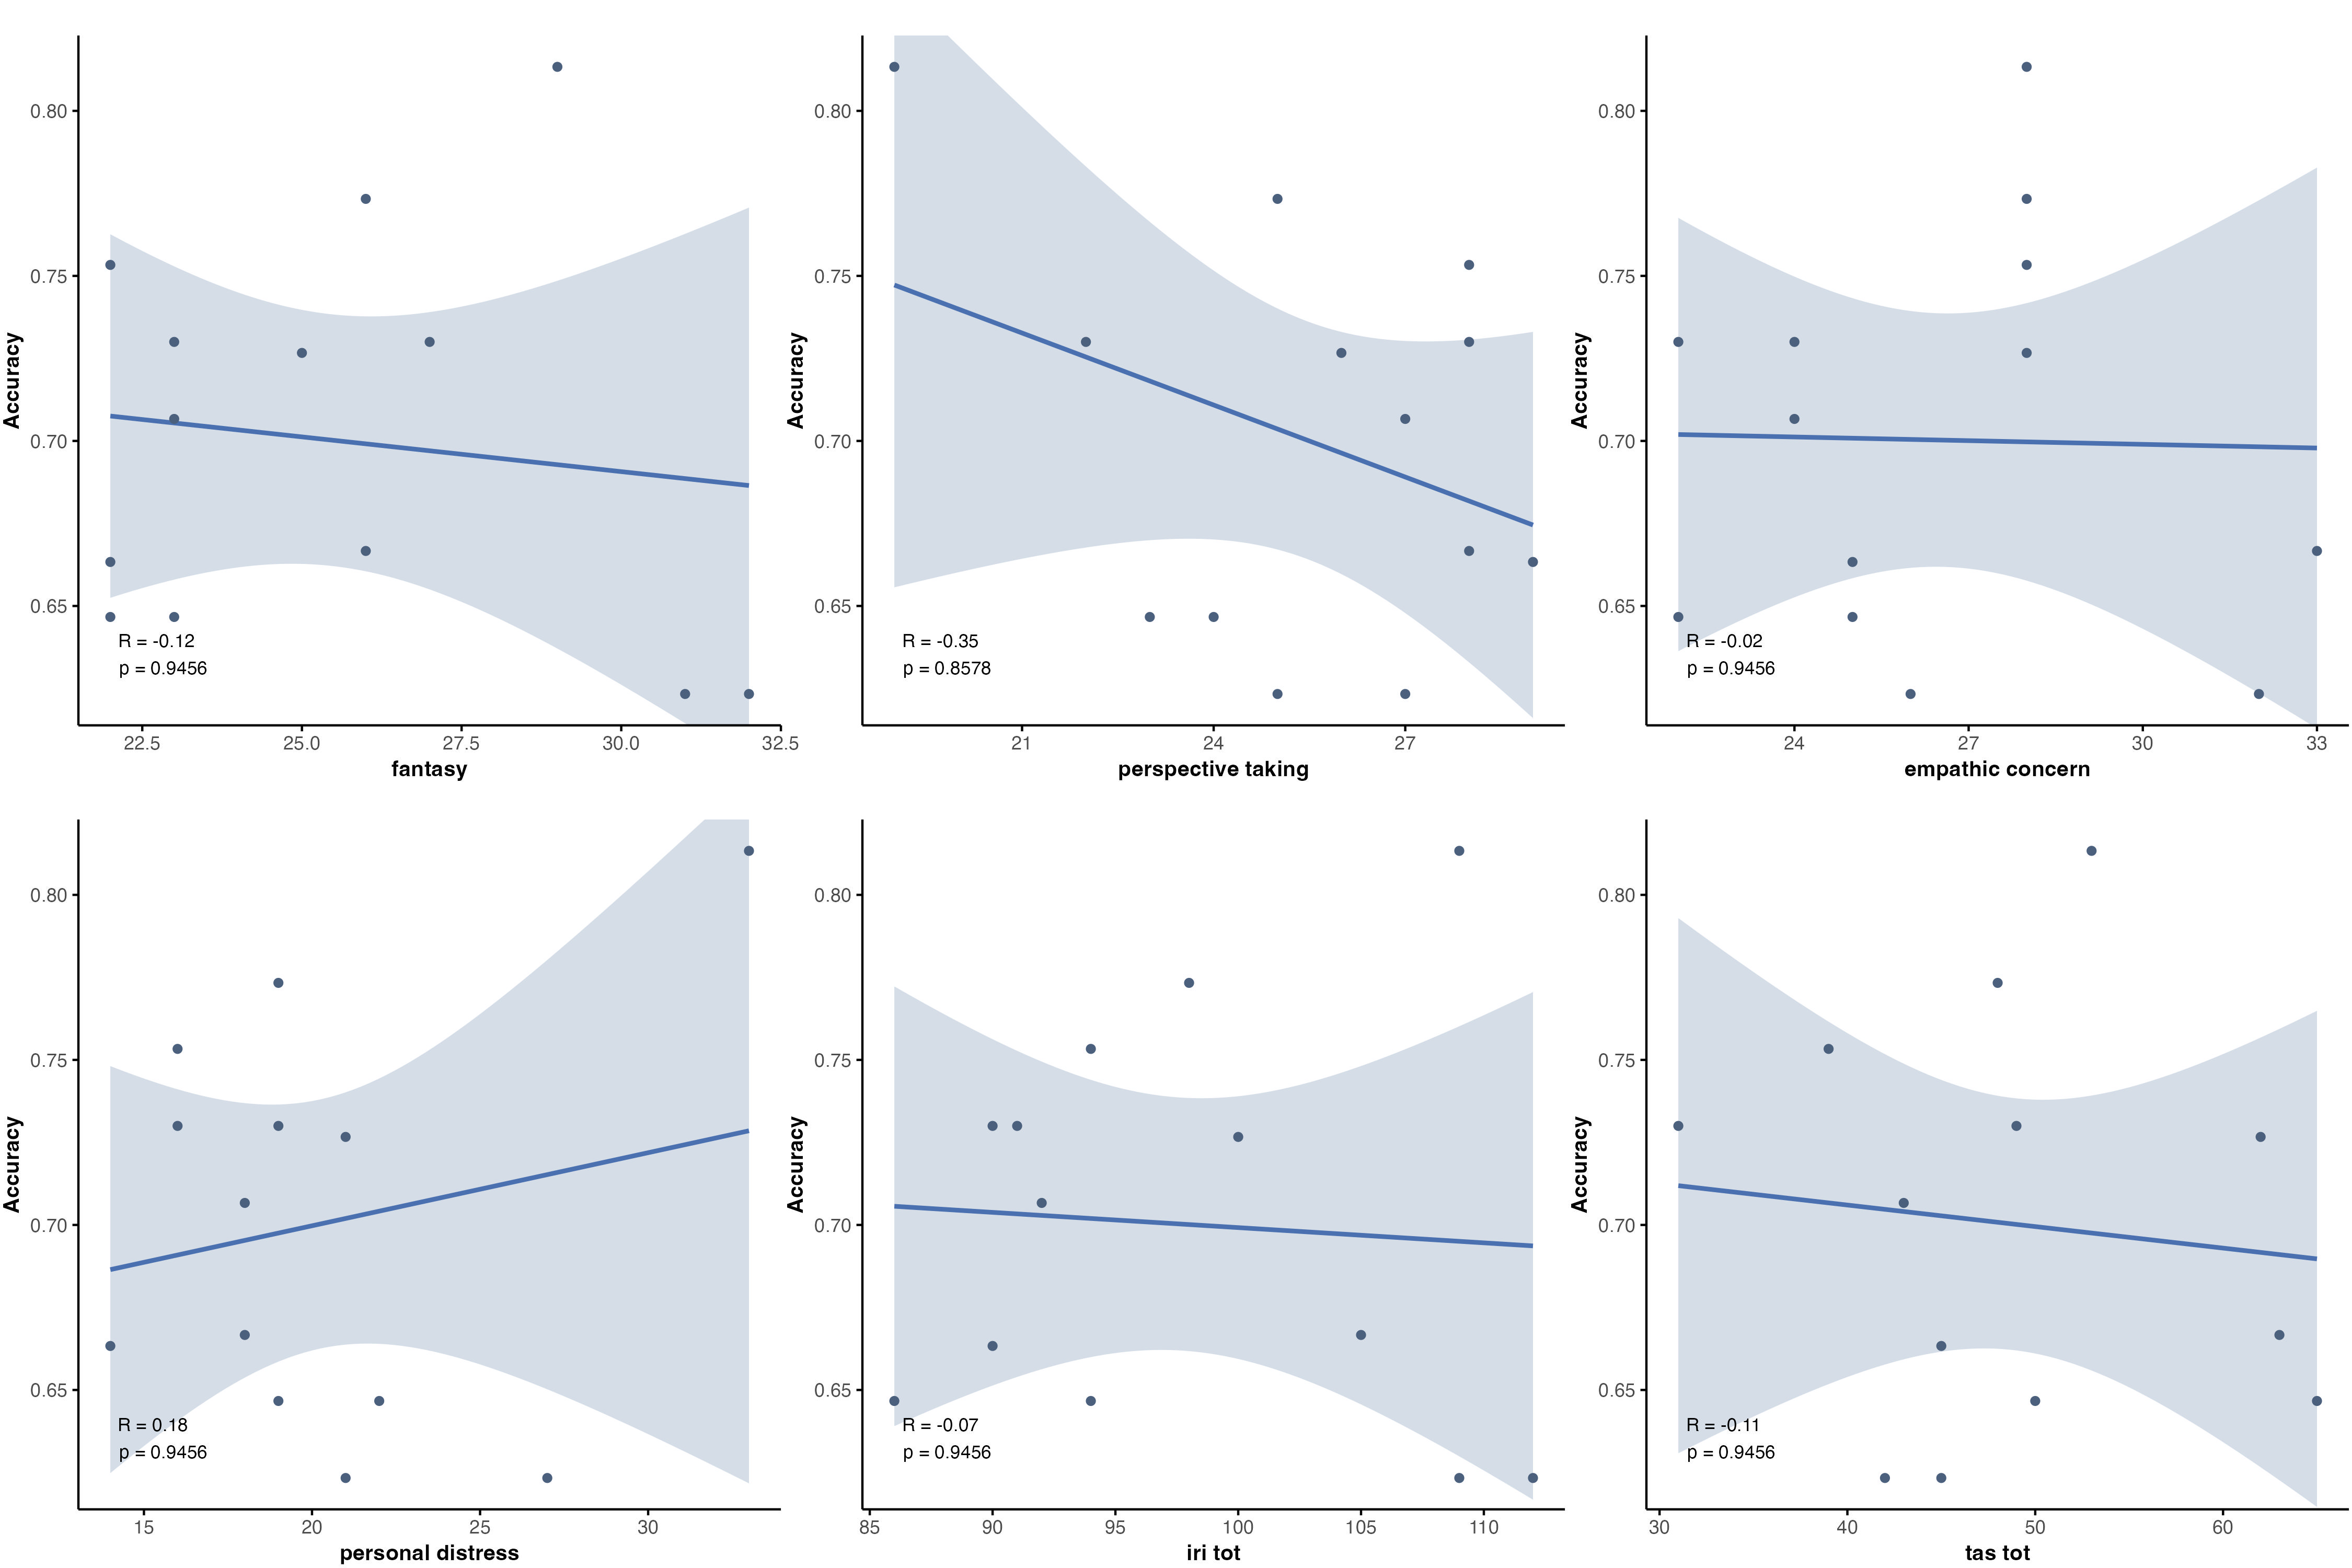 Accuracy
0.80
0.75
0.70
0.65
R = -0.12
p = 0.9456
22.5 25.0 27.5 30.0 32.5
fantasy
Accuracy
0.80
0.75
0.70
0.65
R = -0.35
p = 0.8578
21 24 27
perspective taking
Accuracy
0.80
0.75
0.70
0.65
R = -0.02
p = 0.9456
24 27 30 33
empathic concern
Accuracy
0.80
0.75
0.70
0.65
R = 0.18
p = 0.9456
15 20 25 30
personal distress
Accuracy
0.80
0.75
0.70
0.65
R = -0.07
p = 0.9456
85 90 95 100 105 110
iri tot
Accuracy
0.80
0.75
0.70
0.65
R = -0.11
p = 0.9456
30 40 50 60
tas tot